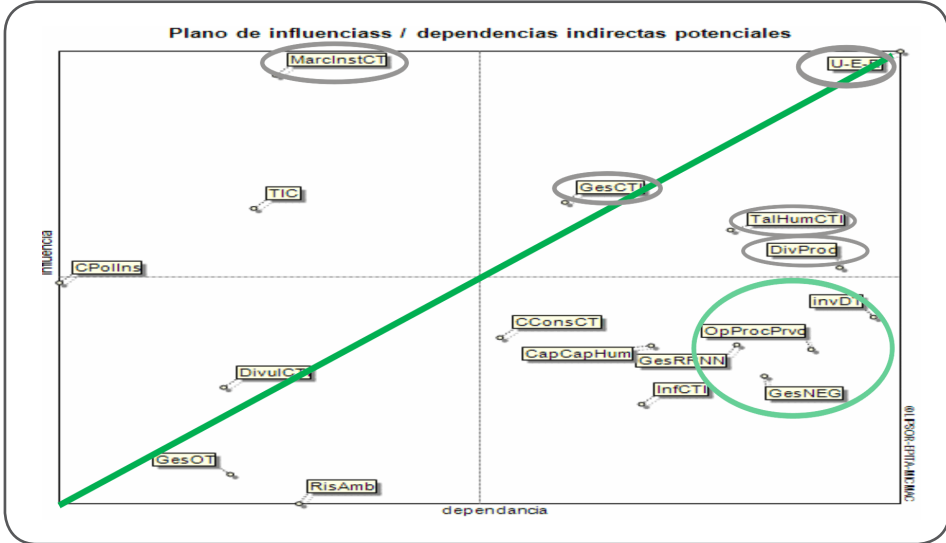 Plano de influenciass / dependencias indirectas potenciales
MarcInstCT
U-E-E
TIC
GesCTI
TalHumCTI
DivProd
influencia
CPolIns
invDT
CConsCT
OpProcPrvd
CapCapHum
GesRRNN
DivulCTI
InfCTI
GesNEG
GesOT
RisAmb
dependancia
© LIPSOR-EPITA-MICMAC